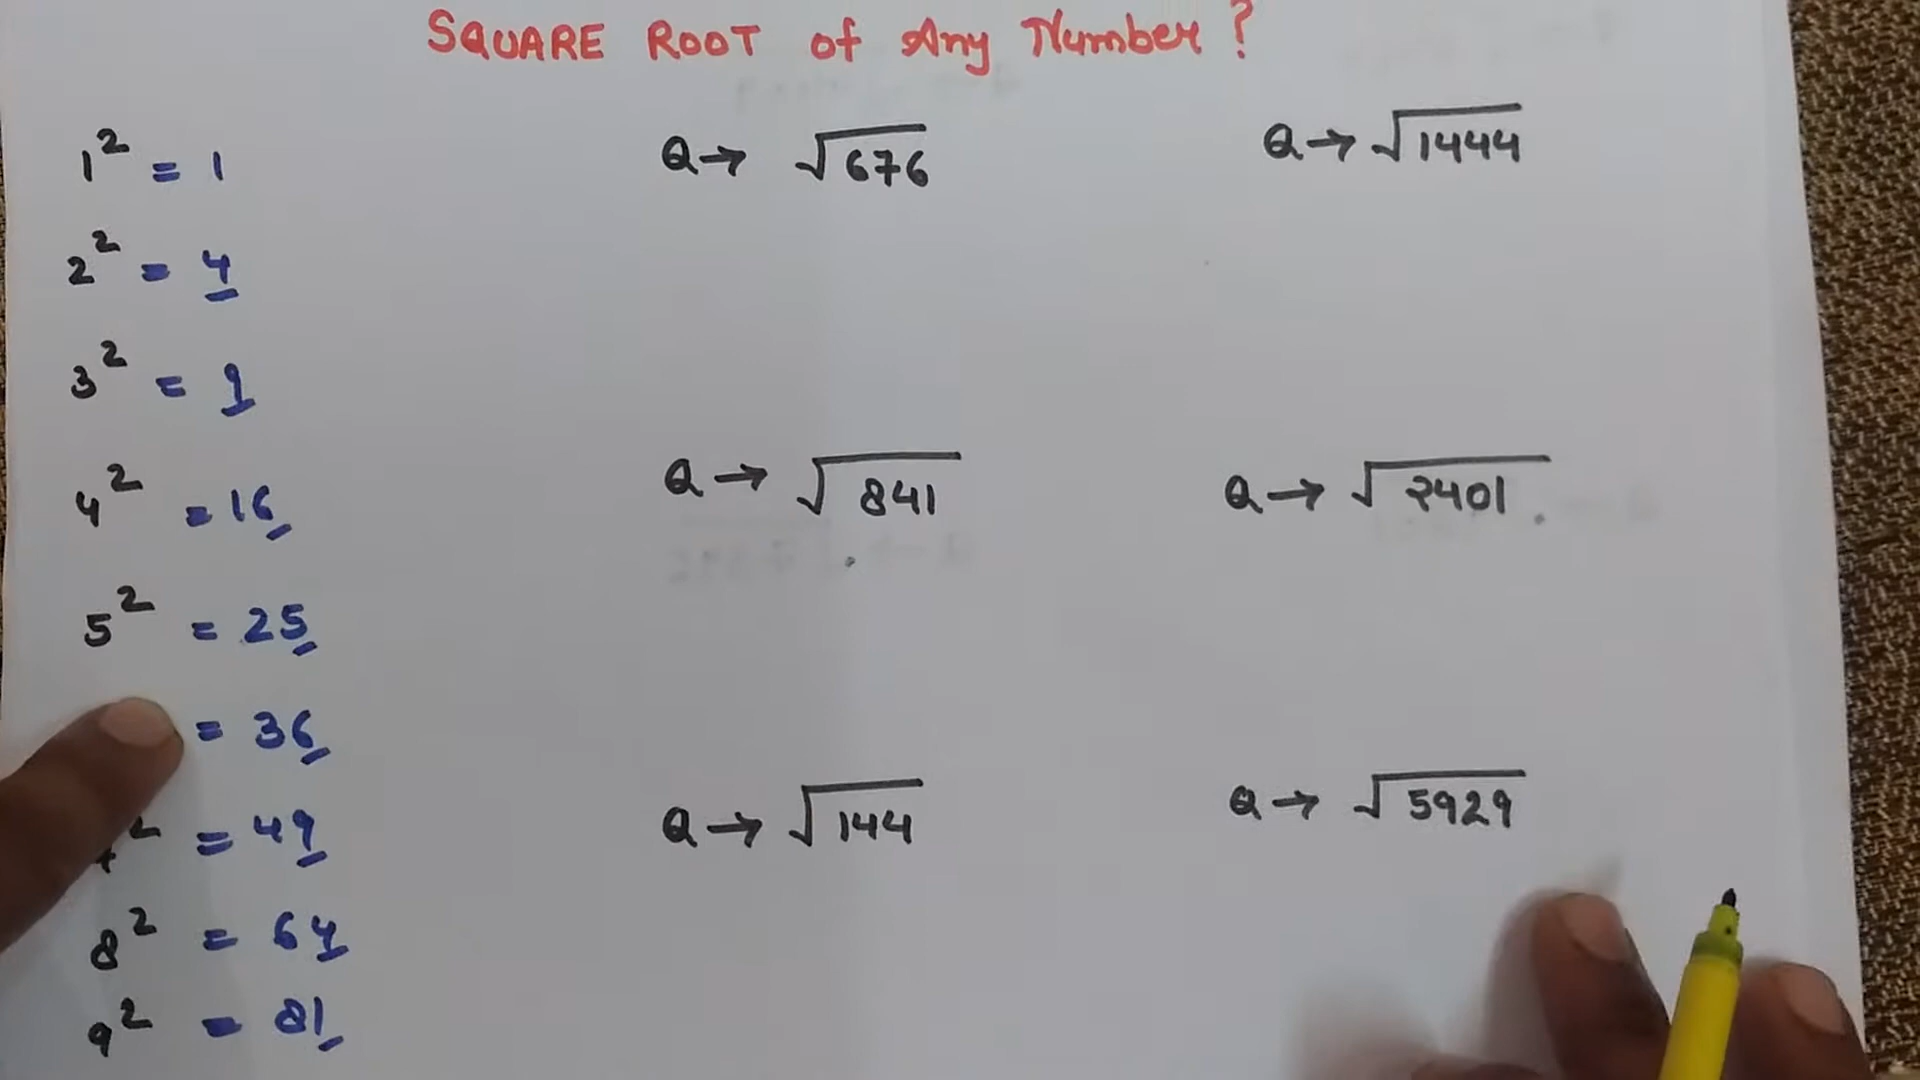 SQUARE ROOT of Any Number ?
1² = 1
2² = 4
3² = 9
4² = 16
5² = 25
= 36
² = 49
8² = 64
9² = 81
Q → √676
Q → √841
Q → √144
Q → √1444
Q → √2401
Q → √5929